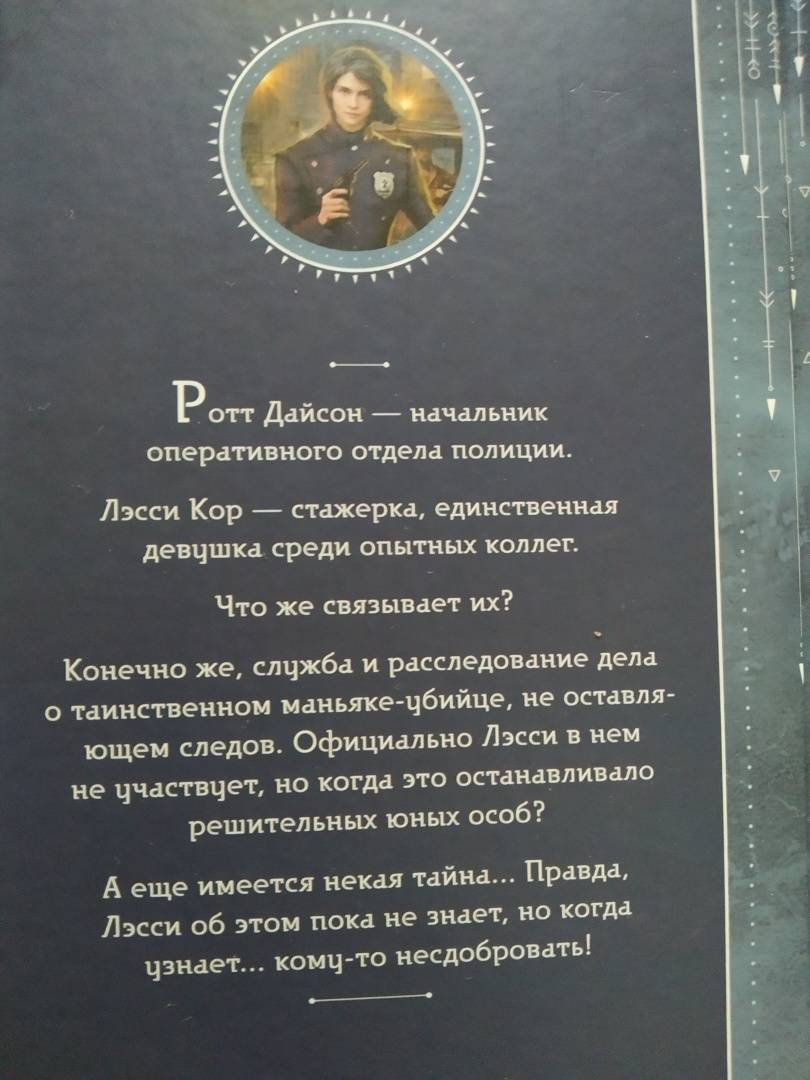 Ротт Дайсон — начальник
оперативного отдела полиции.
Лэсси Кор — стажерка, единственная
девушка среди опытных коллег.
Что же связывает их?
Конечно же, служба и расследование дела
о таинственном маньяке-убийце, не оставля-
ющем следов. Официально Лэсси в нем
не участвует, но когда это останавливало
решительных юных особ?
А еще имеется некая тайна... Правда,
Лэсси об этом пока не знает, но когда
узнает... кому-то несдобровать!